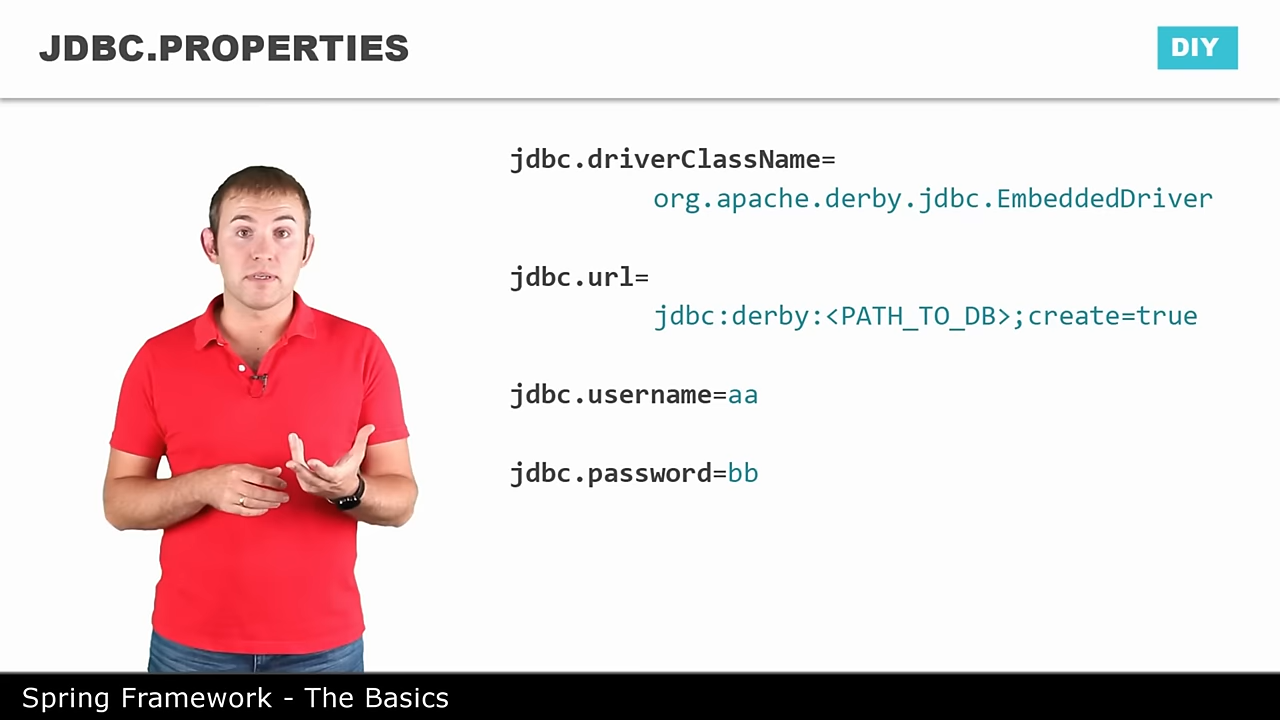 JDBC.PROPERTIES
DIY
jdbc.driverClassName=
org.apache.derby.jdbc.EmbeddedDriver
jdbc.url=
jdbc:derby:<PATH_TO_DB>;create=true
jdbc.username=aa
jdbc.password=bb
Spring Framework - The Basics